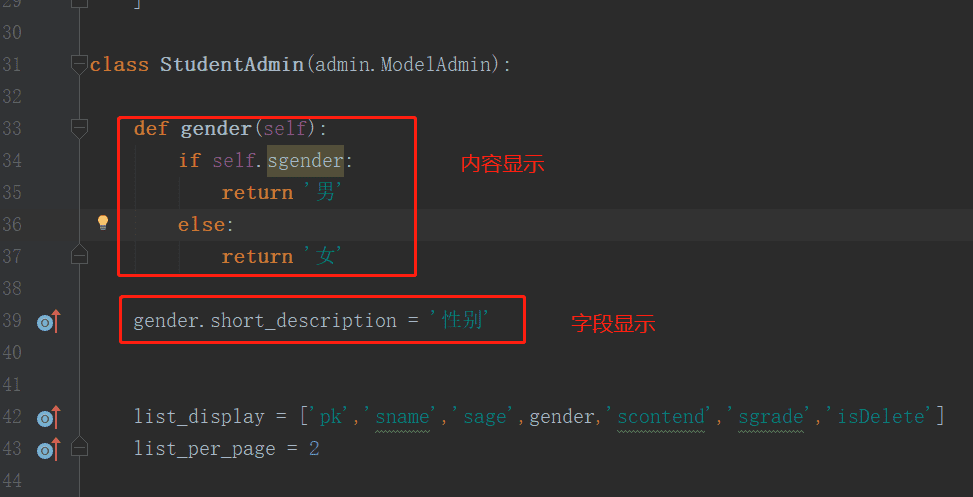 29 ]
30
31 class StudentAdmin(admin.ModelAdmin):
32
33 def gender(self):
34 if self.sgender: 内容显示
35 return '男'
36 else:
37 return '女'
38
39 gender.short_description = '性别' 字段显示
40
41
42 list_display = ['pk','sname','sage',gender,'scontend','sgrade','isDelete']
43 list_per_page = 2
44